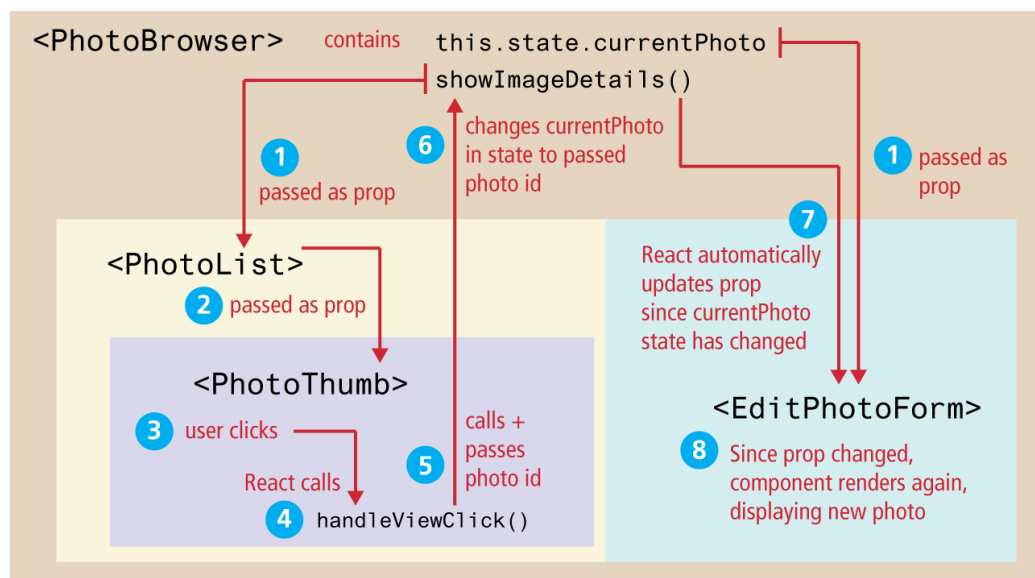 <PhotoBrowser> contains this.state.currentPhoto
showImageDetails()
6 changes currentPhoto
in state to passed
photo id
1
passed as prop
1 passed as
prop
<PhotoList>
2 passed as prop
<PhotoThumb>
3 user clicks
React calls
4 handleViewClick()
5 calls +
passes
photo id
7
React automatically
updates prop
since currentPhoto
state has changed
<EditPhotoForm>
8 Since prop changed,
component renders again,
displaying new photo